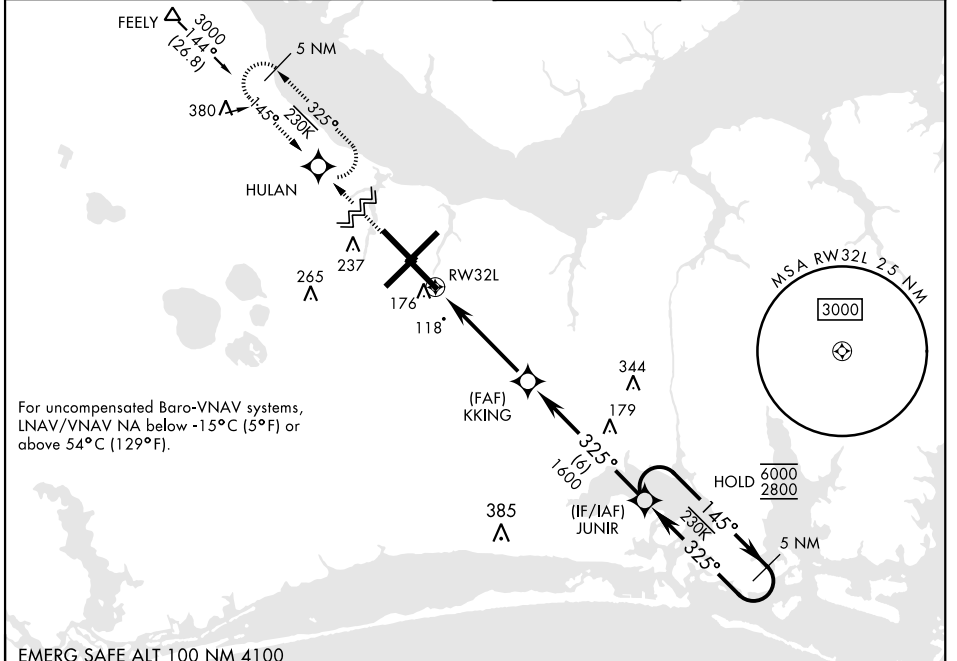 FEELY
3000
144°
(26.8)
5 NM
380
145°
325°
230K
HULAN
237
265
RW32L
176
118
MSA RW32L 25 NM
3000
For uncompensated Baro-VNAV systems,
LNAV/VNAV NA below -15°C (5°F) or
above 54°C (129°F).
(FAF)
KKING
344
179
325°
(6)
1600
HOLD 6000
2800
385
(IF/IAF)
JUNIR
145°
230K
325°
5 NM
EMERG SAFE ALT 100 NM 4100